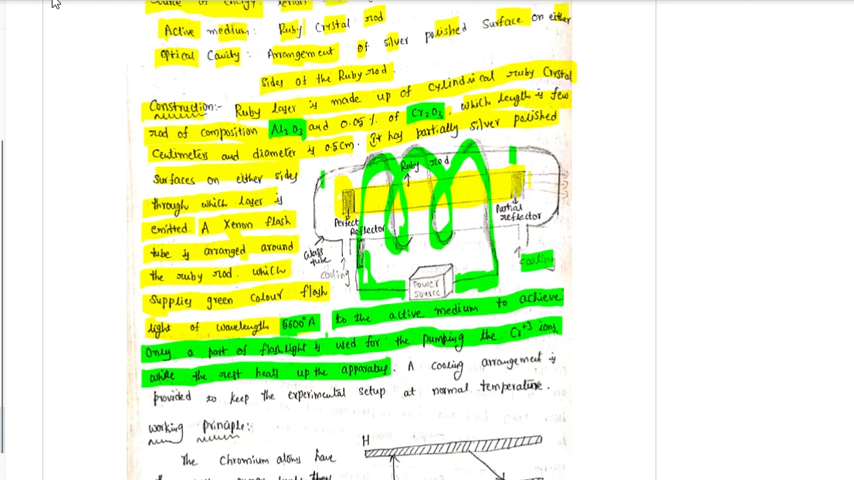 Source of energy: Xenon
Active medium: Ruby Crystal rod
Optical Cavity: Arrangement of silver polished Surface on either
sides of the Ruby rod.
Construction:- Ruby laser is made up of Cylindrical ruby Crystal
rod of composition Al2O3 and 0.05% of Cr2O3. which length is few
Centimeters and diameter is 0.5cm. It has partially silver polished
Surfaces on either sides
through which laser is
emitted. A Xenon flash
tube is arranged around
the ruby rod. which
Supplies green colour flash
light of wavelength 6600°A to the active medium to achieve
Only a part of flash light is used for the pumping the Cr+3 ions
while the rest heats up the apparatus. A cooling arrangement is
provided to keep the experimental setup at normal temperature.
Ruby rod
Perfect
Reflector
Partial
reflector
Glass
tube
cooling
cooling
Power
Source
working principle:-
The chromium atoms have
H